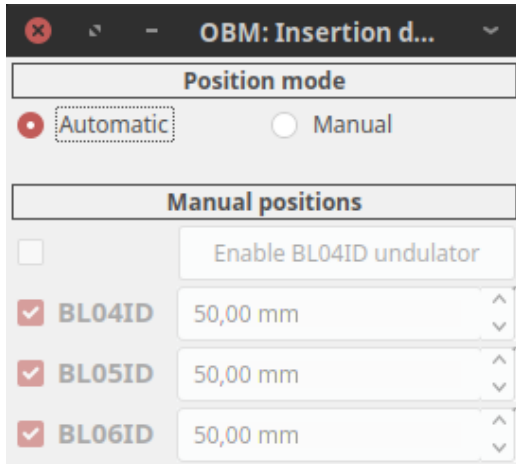 OBM: Insertion d...
Position mode
Automatic Manual
Manual positions
Enable BL04ID undulator
BL04ID 50,00 mm
BL05ID 50,00 mm
BL06ID 50,00 mm